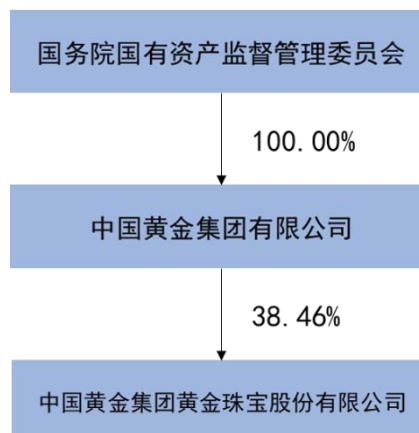 国务院国有资产监督管理委员会
100.00%
中国黄金集团有限公司
38.46%
中国黄金集团黄金珠宝股份有限公司